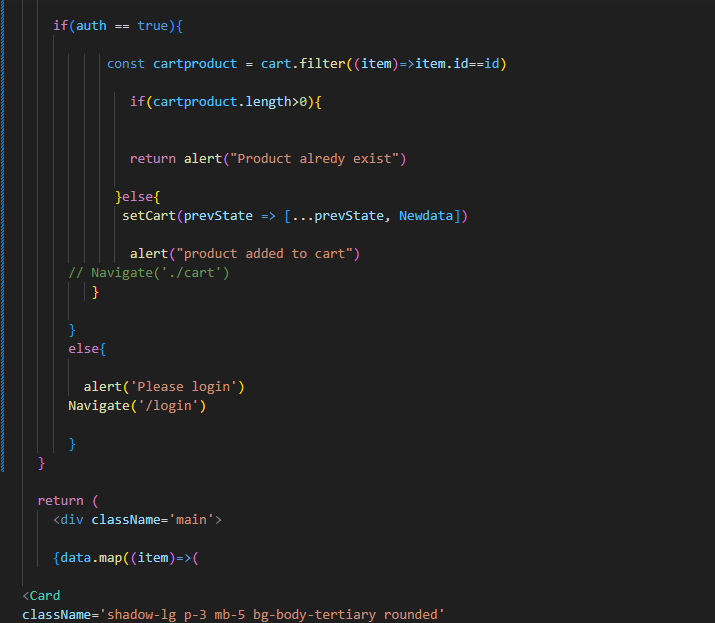 if(auth == true){
const cartproduct = cart.filter((item)=>item.id==id)
if(cartproduct.length>0){
return alert("Product alredy exist")
}else{
setCart(prevState => [...prevState, Newdata])
alert("product added to cart")
// Navigate('./cart')
}
}
else{
alert('Please login')
Navigate('/login')
}
}
return (
<div className='main'>
{data.map((item)=>(
<Card
className='shadow-lg p-3 mb-5 bg-body-tertiary rounded'